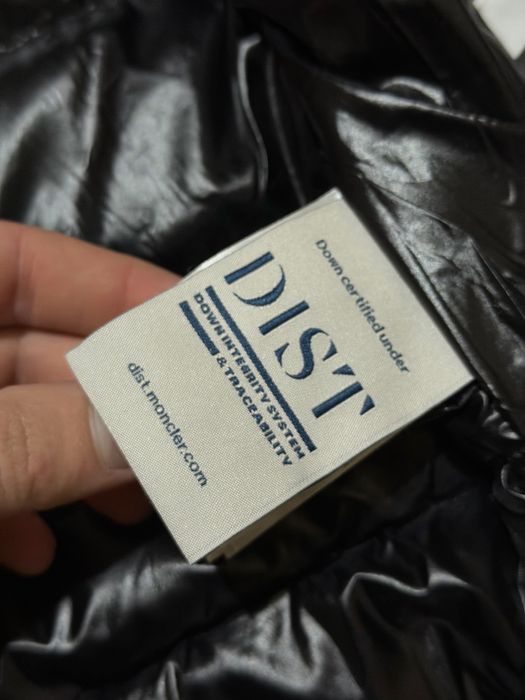 Down certified under
DIST
DOWN INTEGRITY SYSTEM
& TRACEABILITY
dist.moncler.com